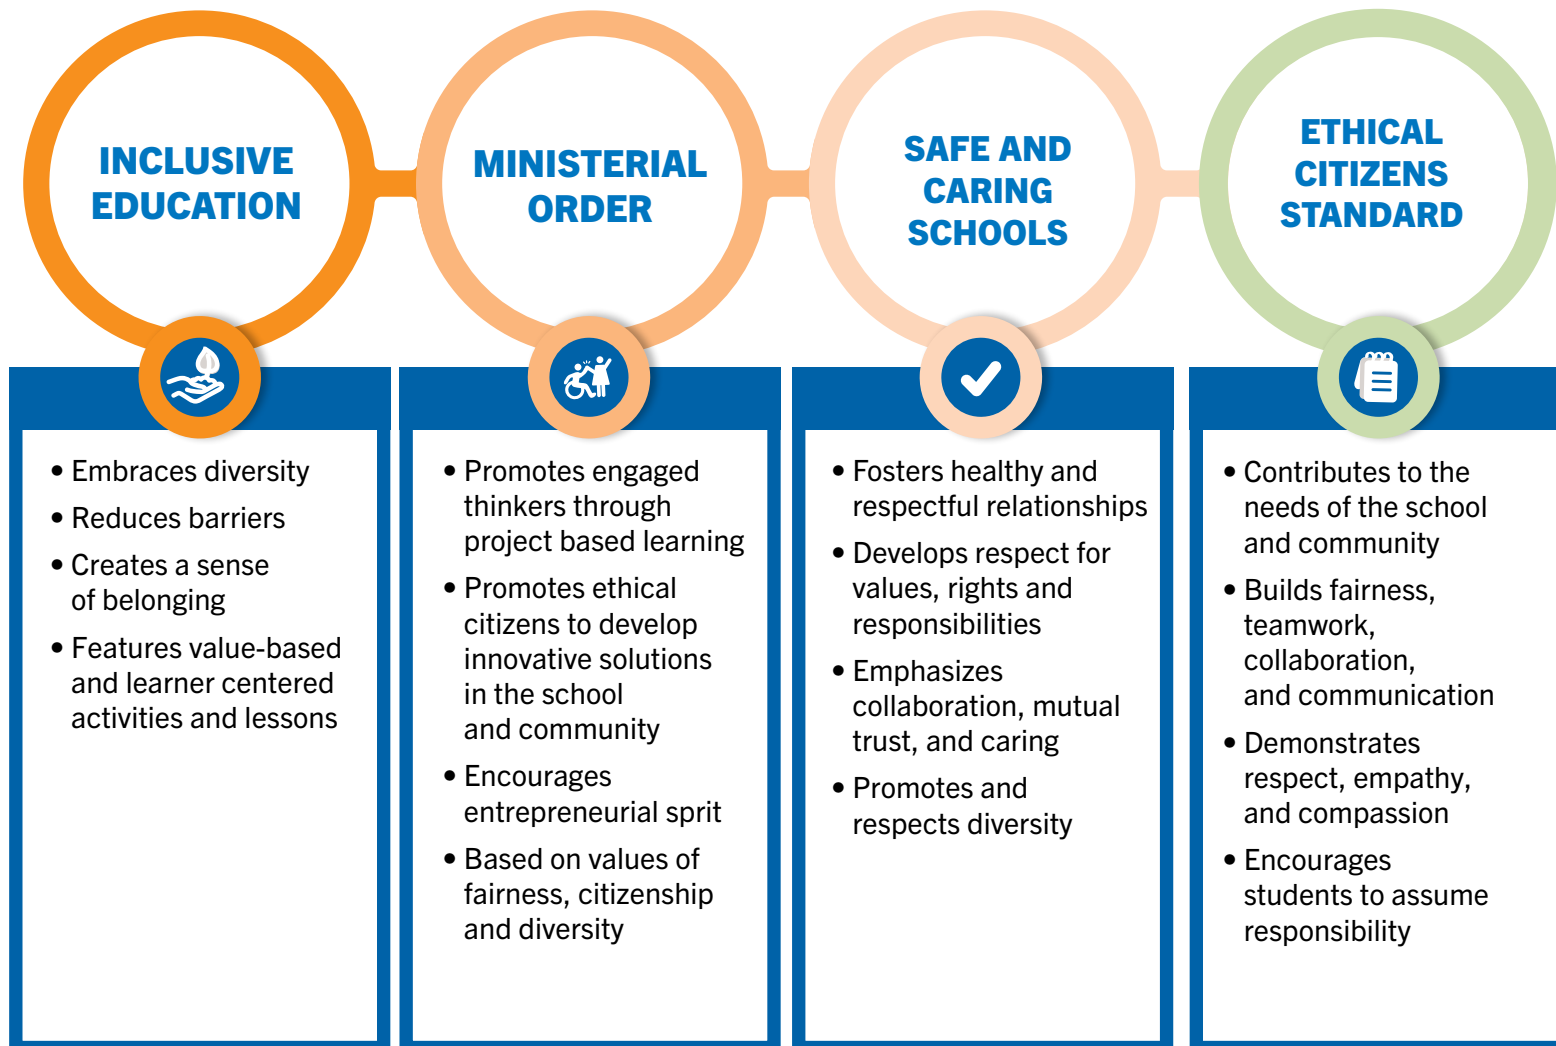 INCLUSIVE
EDUCATION
• Embraces diversity
• Reduces barriers
• Creates a sense
of belonging
• Features value-based
and learner centered
activities and lessons
MINISTERIAL
ORDER
• Promotes engaged
thinkers through
project based learning
• Promotes ethical
citizens to develop
innovative solutions
in the school
and community
• Encourages
entrepreneurial sprit
• Based on values of
fairness, citizenship
and diversity
SAFE AND
CARING
SCHOOLS
• Fosters healthy and
respectful relationships
• Develops respect for
values, rights and
responsibilities
• Emphasizes
collaboration, mutual
trust, and caring
• Promotes and
respects diversity
ETHICAL
CITIZENS
STANDARD
• Contributes to the
needs of the school
and community
• Builds fairness,
teamwork,
collaboration,
and communication
• Demonstrates
respect, empathy,
and compassion
• Encourages
students to assume
responsibility